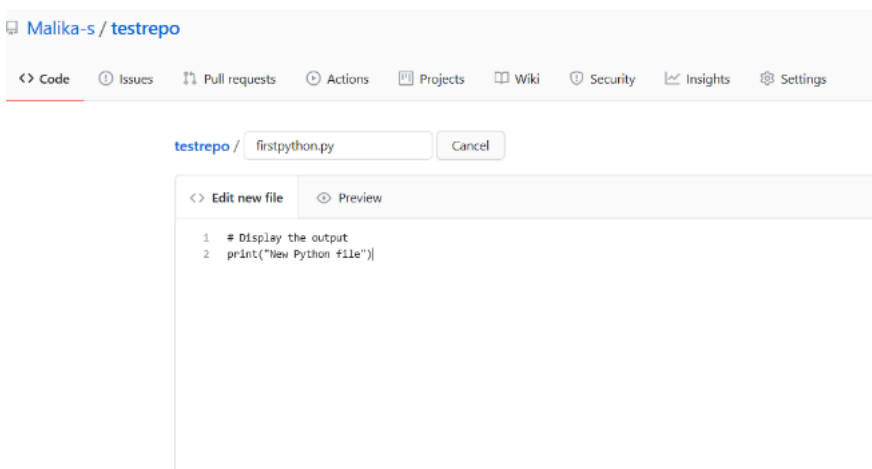 Malika-s / testrepo
<> Code Issues Pull requests Actions Projects Wiki Security Insights Settings
testrepo / firstpython.py Cancel
<> Edit new file Preview
1 # Display the output
2 print("New Python file")